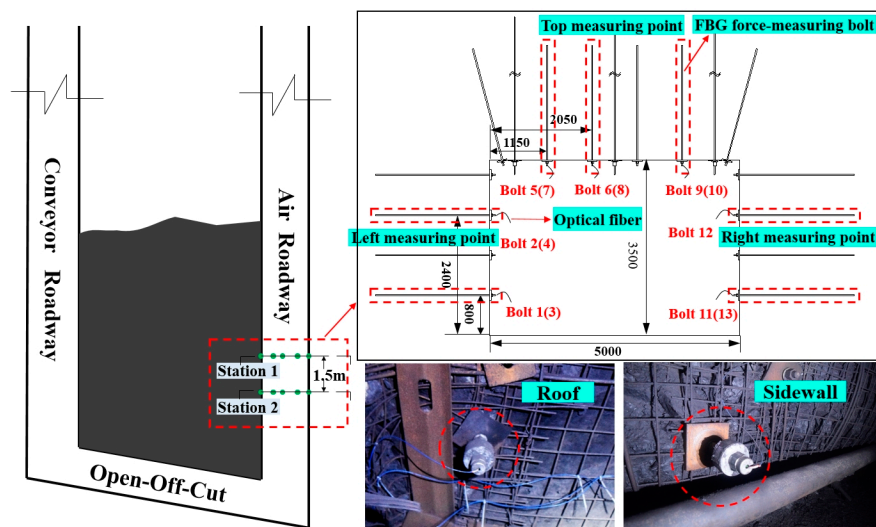 Conveyor Roadway
Air Roadway
Station 1
1.5m
Station 2
Open-Off-Cut
Top measuring point
FBG force-measuring bolt
2050
1150
Bolt 5(7)
Bolt 6(8)
Bolt 9(10)
Optical fiber
Bolt 12
Left measuring point
Bolt 2(4)
Right measuring point
3500
2400
800
Bolt 1(3)
Bolt 11(13)
5000
Roof
Sidewall